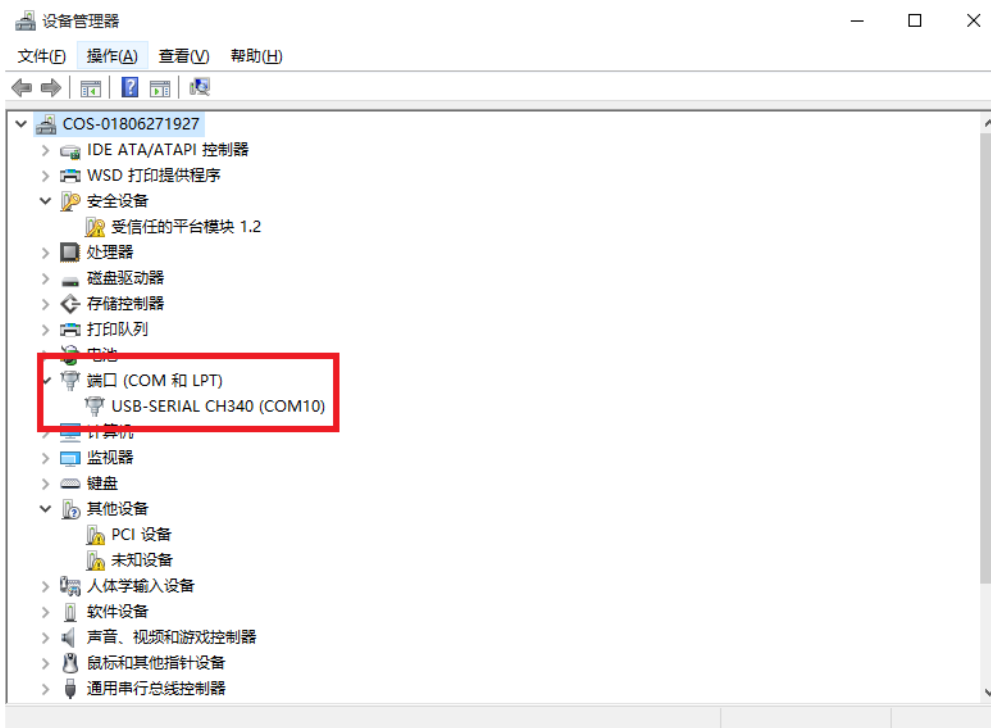 设备管理器
文件(F) 操作(A) 查看(V) 帮助(H)
COS-01806271927
IDE ATA/ATAPI 控制器
WSD 打印提供程序
安全设备
受信任的平台模块 1.2
处理器
磁盘驱动器
存储控制器
打印队列
电池
端口 (COM 和 LPT)
USB-SERIAL CH340 (COM10)
计算机
监视器
键盘
其他设备
PCI 设备
未知设备
人体学输入设备
软件设备
声音、视频和游戏控制器
鼠标和其他指针设备
通用串行总线控制器